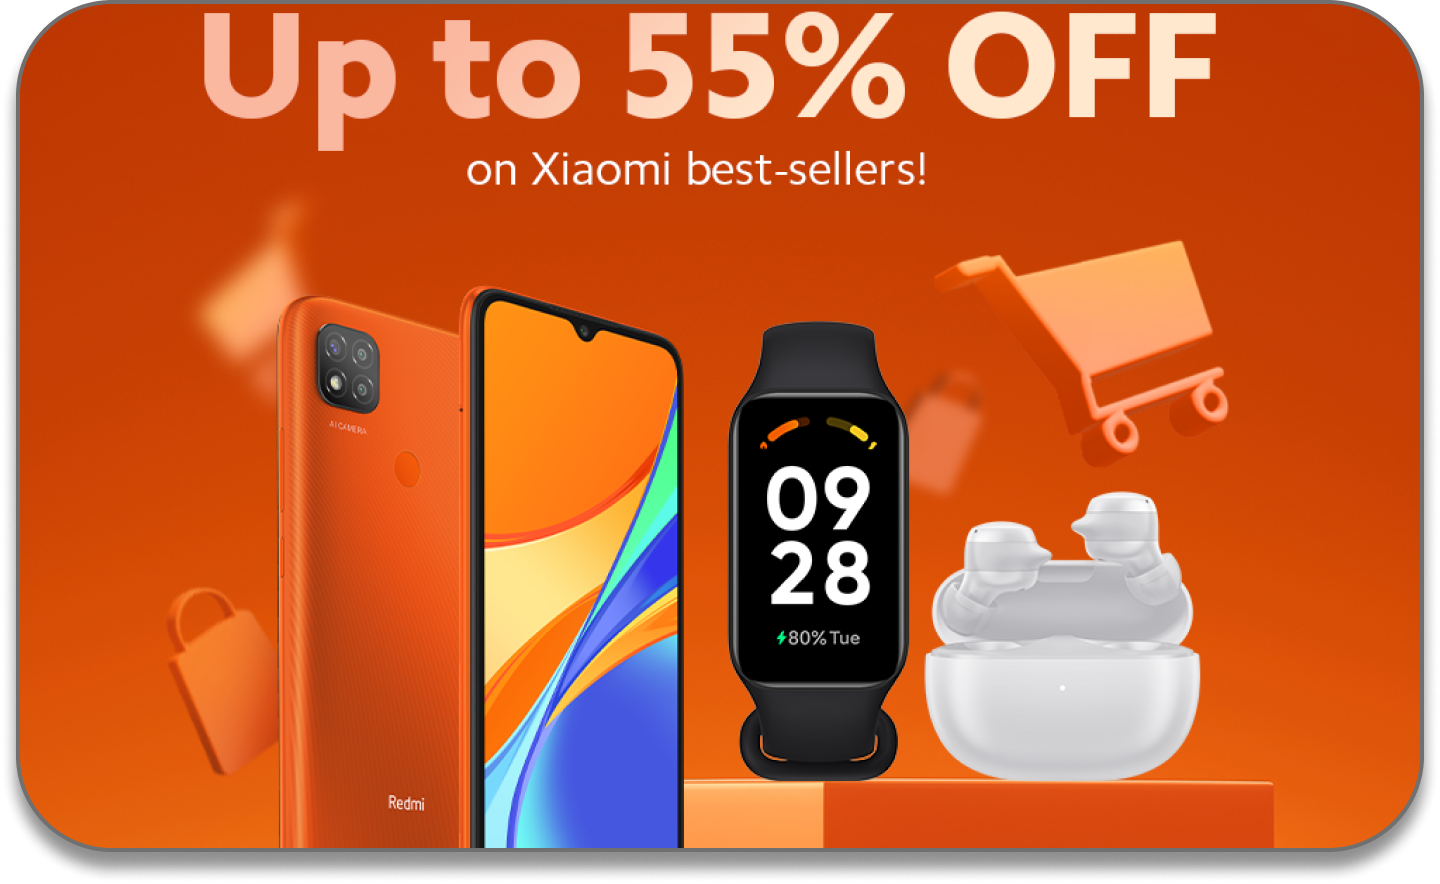 Up to 55% OFF
on Xiaomi best-sellers!
AI CAMERA
09
28
80% Tue
Redmi